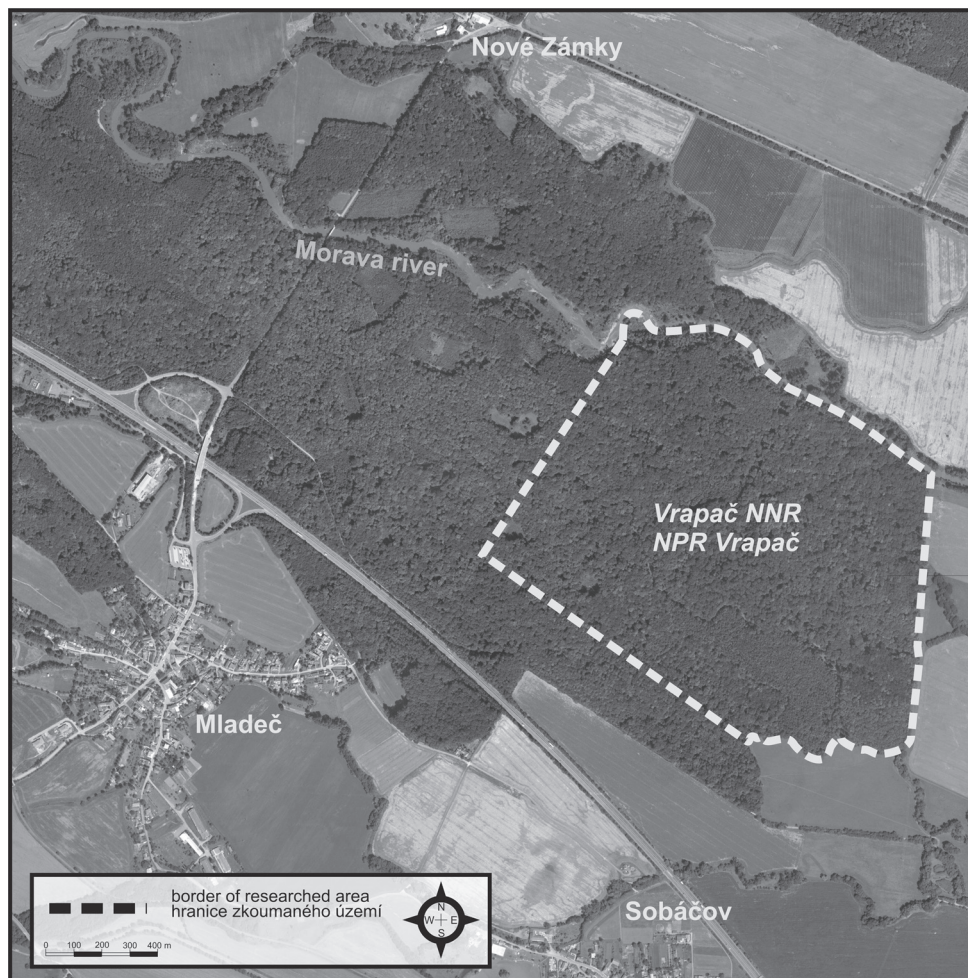 Nové Zámky
Morava river
Vrapač NNR
NPR Vrapač
Mladeč
Sobáčov
border of researched area
hranice zkoumaného území
N
W E
S
0 100 200 300 400 m